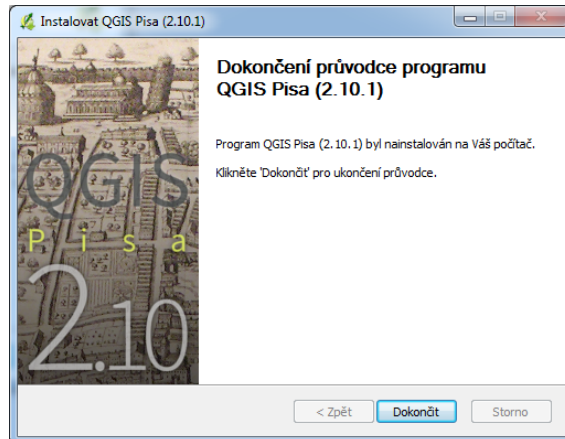 Instalovat QGIS Pisa (2.10.1)
QGIS
Pisa
2.10
Dokončení průvodce programu
QGIS Pisa (2.10.1)
Program QGIS Pisa (2.10.1) byl nainstalován na Váš počítač.
Klikněte 'Dokončit' pro ukončení průvodce.
< Zpět
Dokončit
Storno